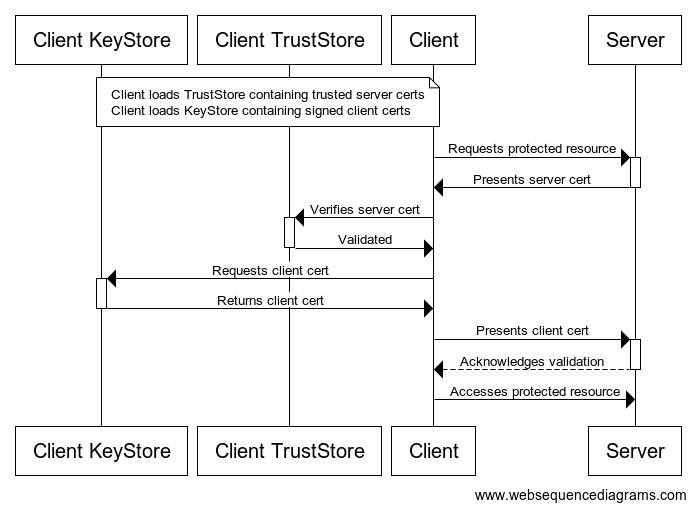 Client KeyStore
Client TrustStore
Client
Server
Client loads TrustStore containing trusted server certs
Client loads KeyStore containing signed client certs
Requests protected resource
Presents server cert
Verifies server cert
Validated
Requests client cert
Returns client cert
Presents client cert
Acknowledges validation
Accesses protected resource
Client KeyStore
Client TrustStore
Client
Server
www.websequencediagrams.com